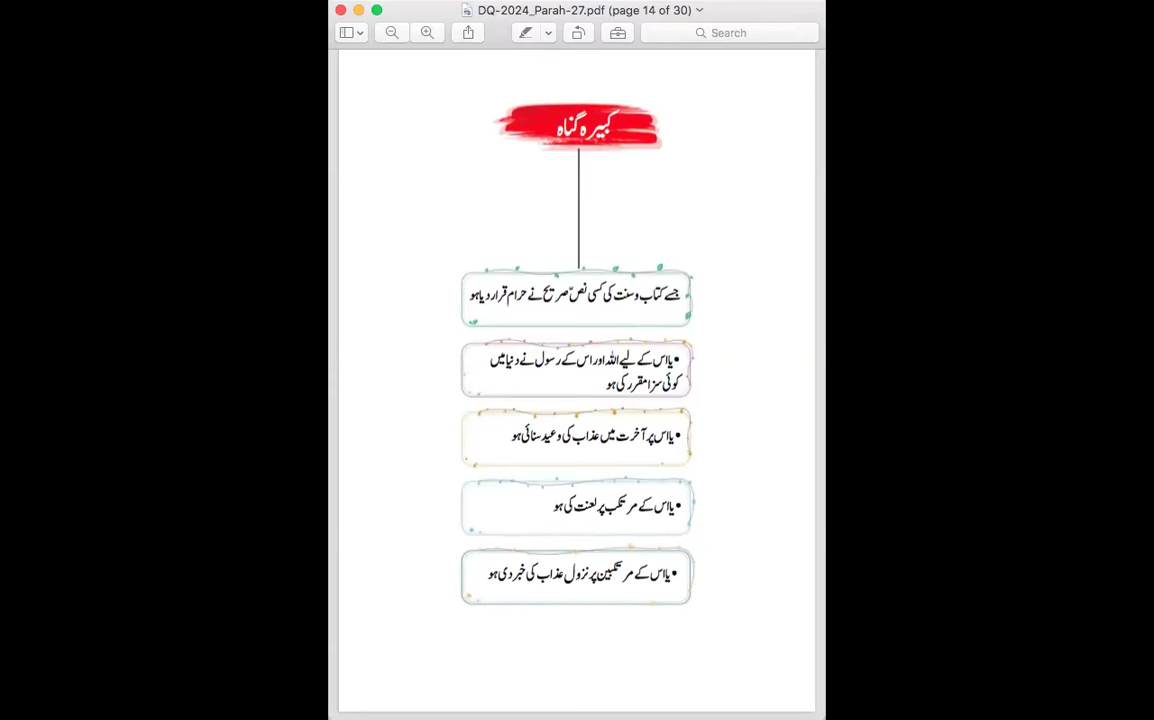 DQ-2024_Parah-27.pdf (page 14 of 30)
Search
کبیرہ گناہ
جسے کتاب و سنت کی کسی نصّ صریح نے حرام قرار دیا ہو
•یا اس کے لیے اللہ اور اس کے رسول نے دنیا میں
کوئی سزا مقرر کی ہو
•یا اس پر آخرت میں عذاب کی وعید سنائی ہو
•یا اس کے مرتکب پر لعنت کی ہو
•یا اس کے مرتکبین پر نزول عذاب کی خبر دی ہو